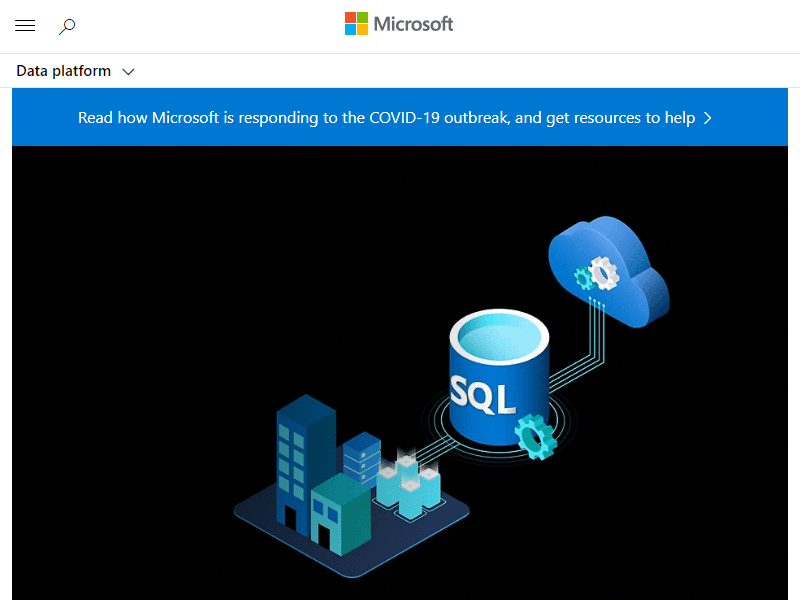 Microsoft
Data platform
Read how Microsoft is responding to the COVID-19 outbreak, and get resources to help
SQL